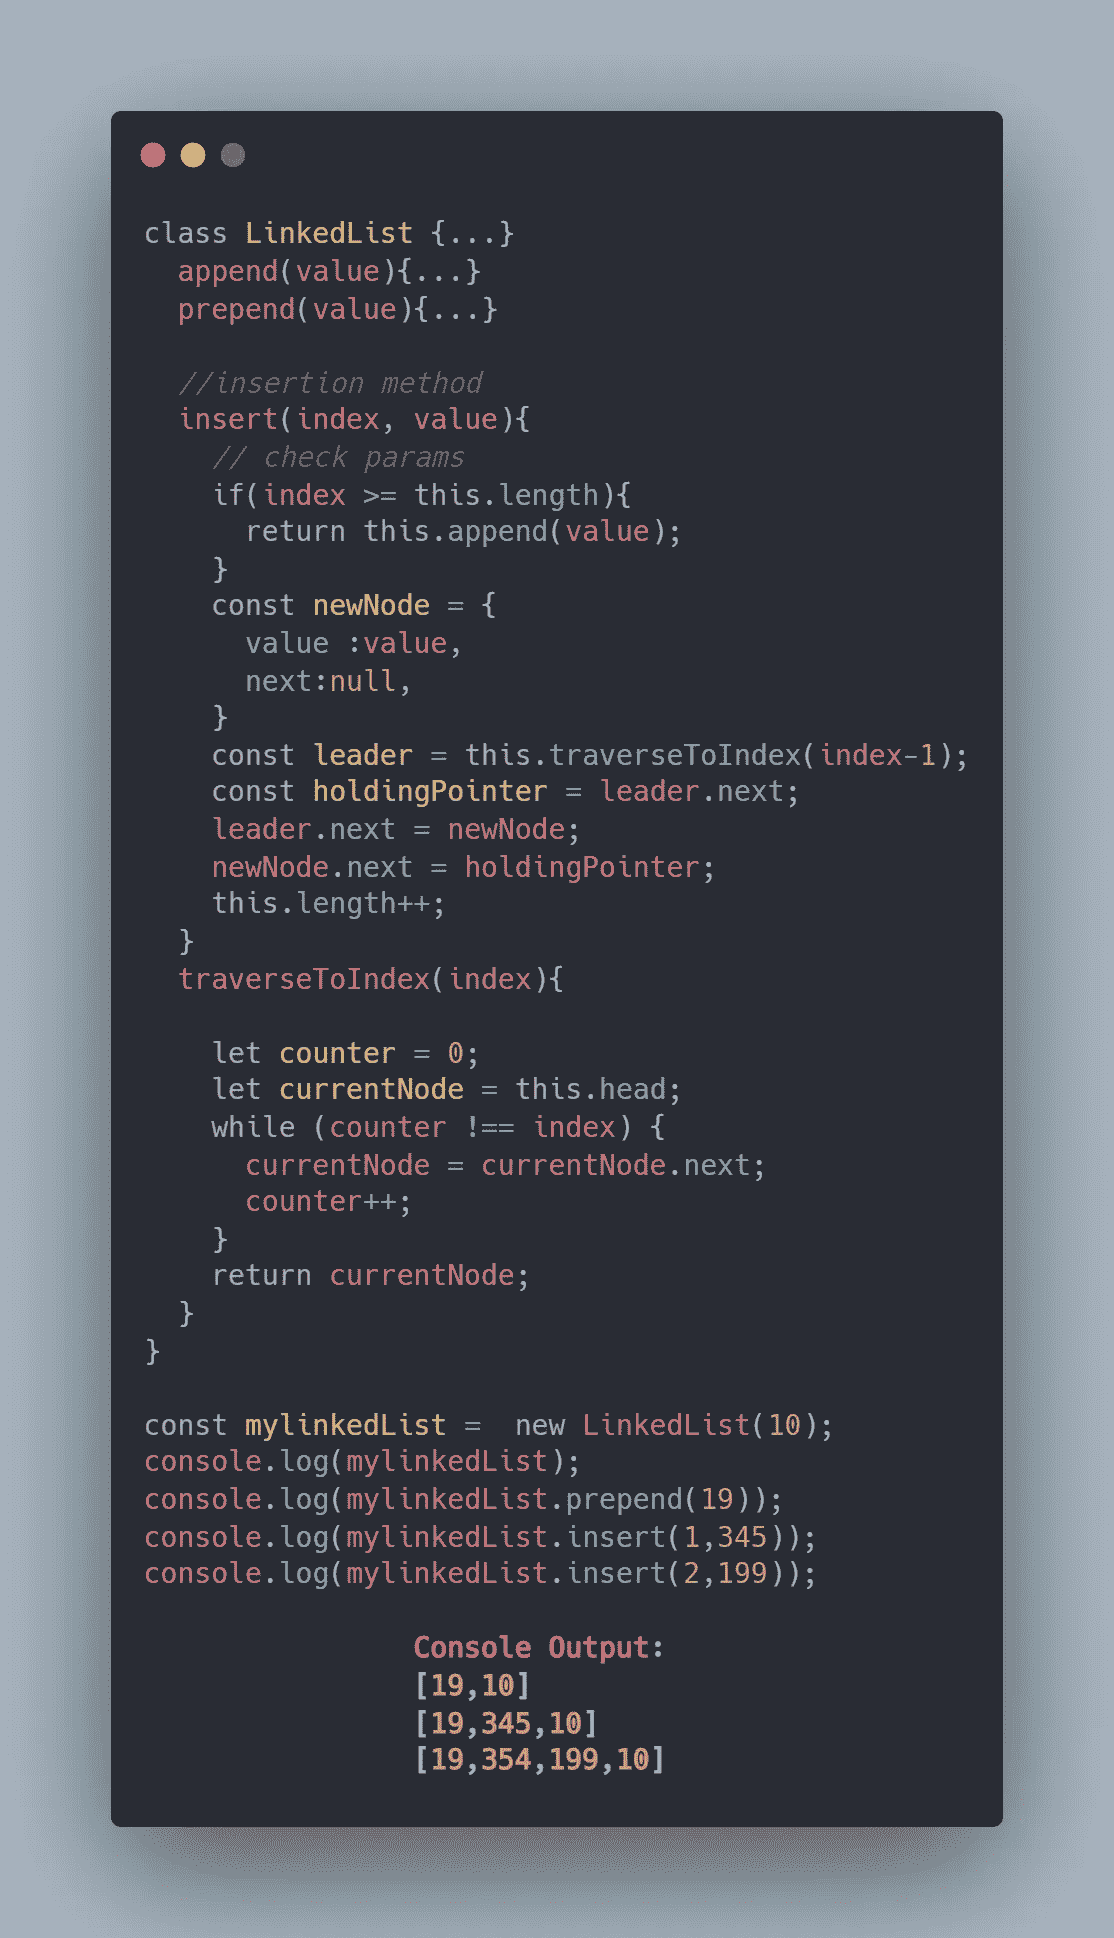 class LinkedList {...}
  append(value){...}
  prepend(value){...}

  //insertion method
  insert(index, value){
    // check params
    if(index >= this.length){
      return this.append(value);
    }
    const newNode = {
      value :value,
      next:null,
    }
    const leader = this.traverseToIndex(index-1);
    const holdingPointer = leader.next;
    leader.next = newNode;
    newNode.next = holdingPointer;
    this.length++;
  }
  traverseToIndex(index){

    let counter = 0;
    let currentNode = this.head;
    while (counter !== index) {
      currentNode = currentNode.next;
      counter++;
    }
    return currentNode;
  }
}

const mylinkedList =  new LinkedList(10);
console.log(mylinkedList);
console.log(mylinkedList.prepend(19));
console.log(mylinkedList.insert(1,345));
console.log(mylinkedList.insert(2,199));

                Console Output:
                [19,10]
                [19,345,10]
                [19,354,199,10]